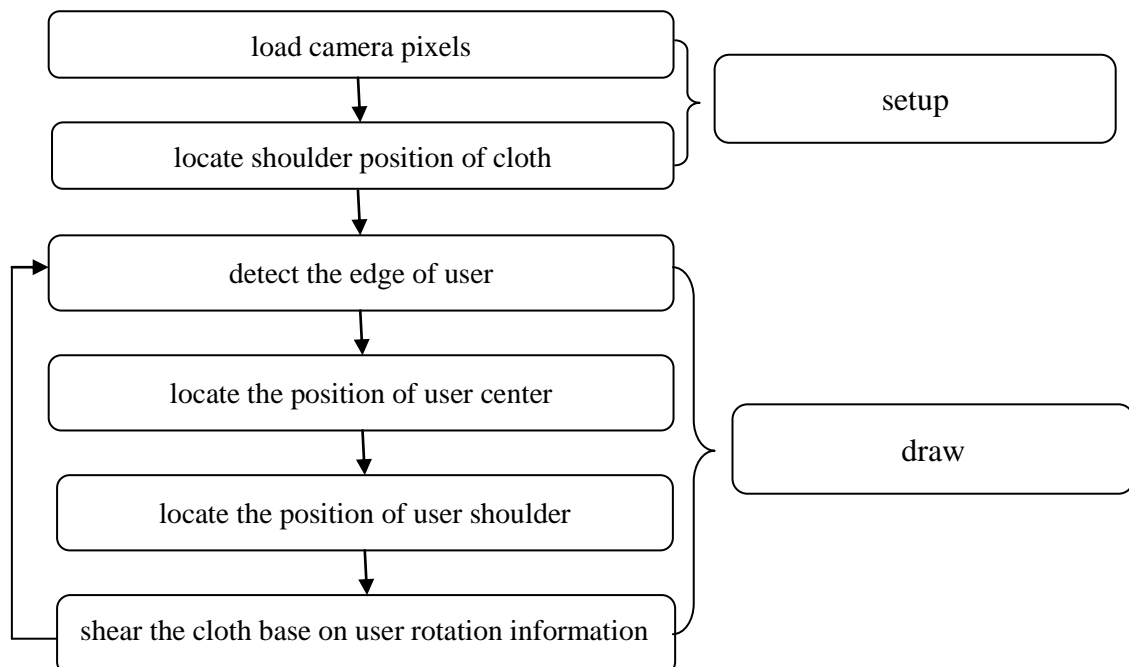 load camera pixels
setup
locate shoulder position of cloth
detect the edge of user
locate the position of user center
draw
locate the position of user shoulder
shear the cloth base on user rotation information